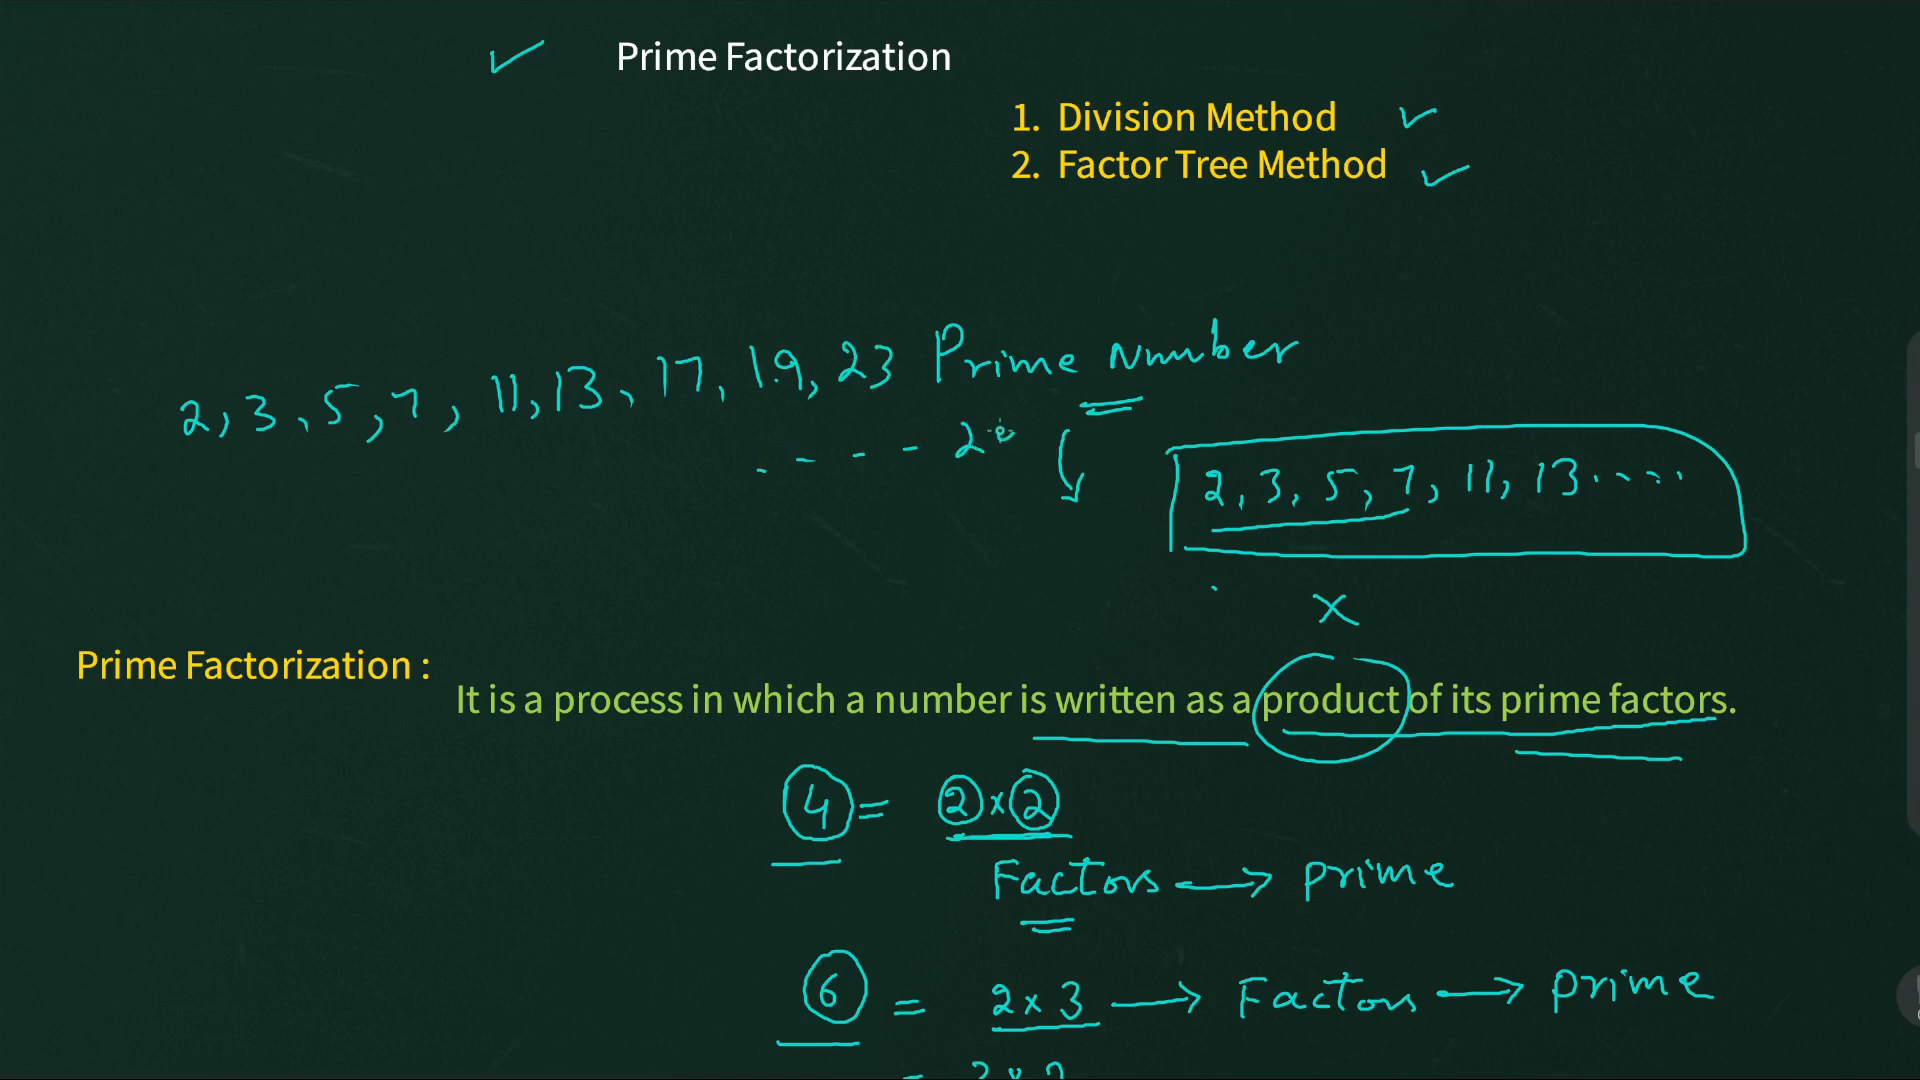 Prime Factorization
1. Division Method
2. Factor Tree Method
2, 3, 5, 7, 11, 13, 17, 19, 23 Prime Number
2, 3, 5, 7, 11, 13 ....
×
Prime Factorization :
It is a process in which a number is written as a product of its prime factors.
4 = 2 × 2
Factors → prime
6 = 2 × 3 → Factors → prime